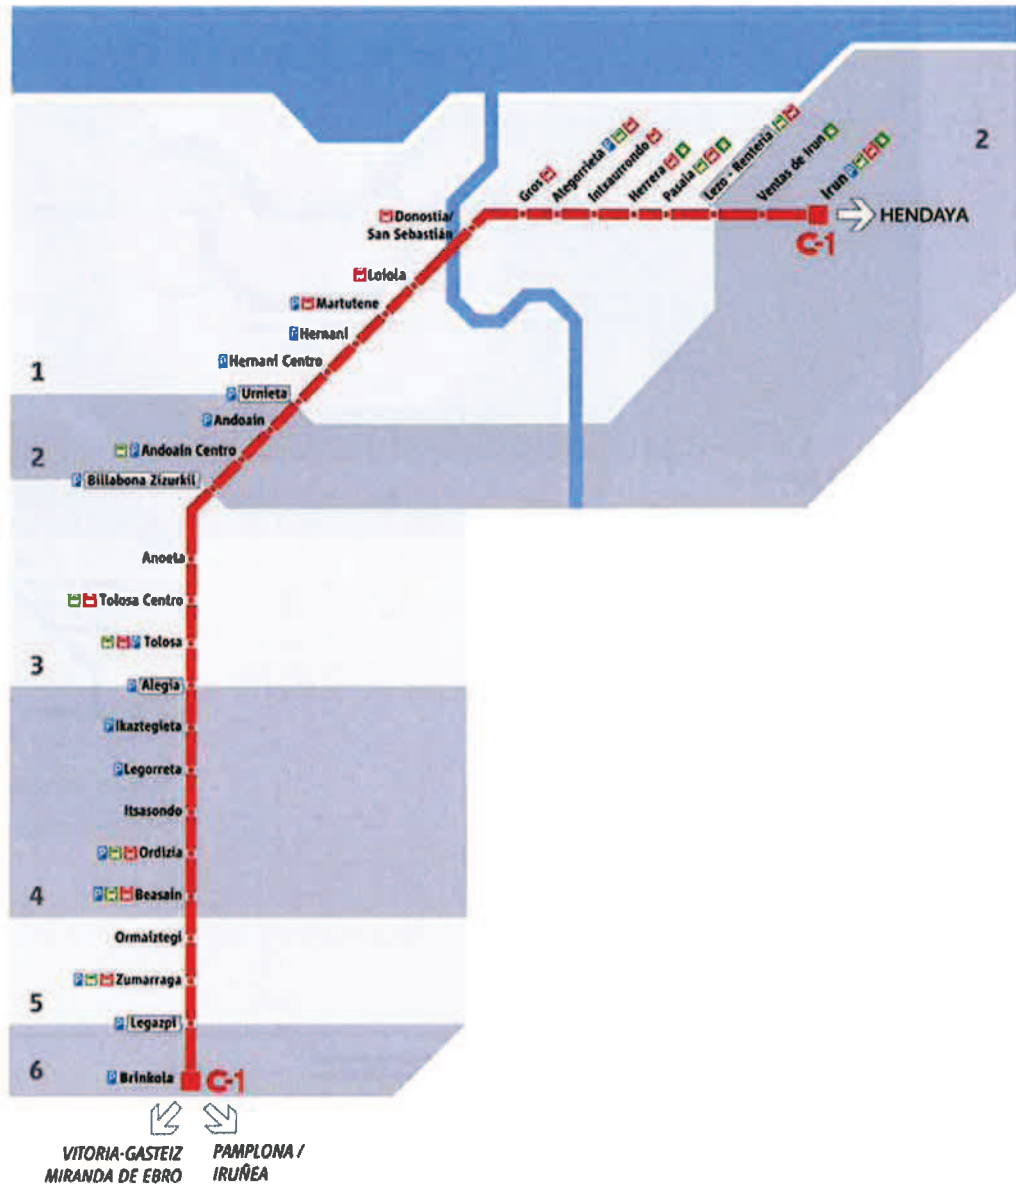 2
Gros
Ategorrieta
Intxaurrondo
Herrera
Pasaia
Lezo - Rentería
Ventas de Irun
Irun
HENDAYA
C-1
Donostia/
San Sebastián
Loiola
P Martutene
P Hernani
P Hernani Centro
1
P Urnieta
P Andoain
P Andoain Centro
2
P Billabona Zizurkil
Anoeta
Tolosa Centro
P Tolosa
3
P Alegia
P Ikaztegieta
P Legorreta
Itsasondo
P Ordizia
4
P Beasain
Ormaiztegi
P Zumarraga
5
P Legazpi
6
P Brinkola
C-1
VITORIA-GASTEIZ
MIRANDA DE EBRO
PAMPLONA /
IRUÑEA